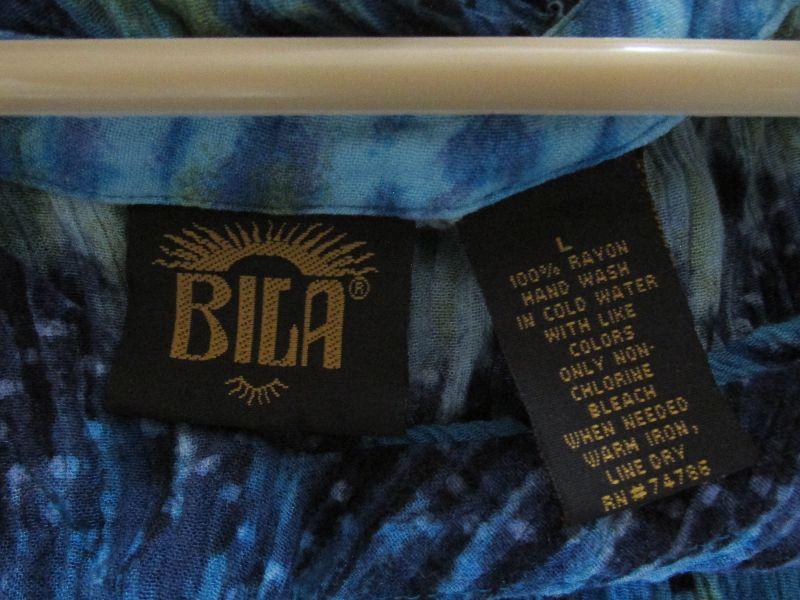 BILA®
L
100% RAYON
HAND WASH
IN COLD WATER
WITH LIKE
COLORS
ONLY NON-
CHLORINE
BLEACH
WHEN NEEDED
WARM IRON,
LINE DRY
RN#74786